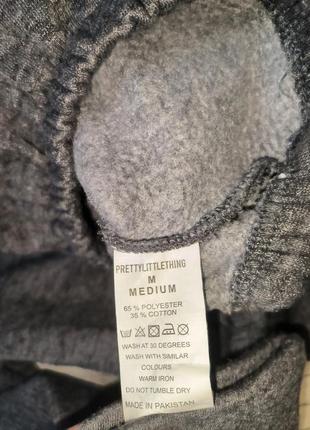 PRETTYLITTLETHING
M
MEDIUM
65 % POLYESTER
35 % COTTON
WASH AT 30 DEGREES
WASH WITH SIMILAR
COLOURS
WARM IRON
DO NOT TUMBLE DRY
MADE IN PAKISTAN